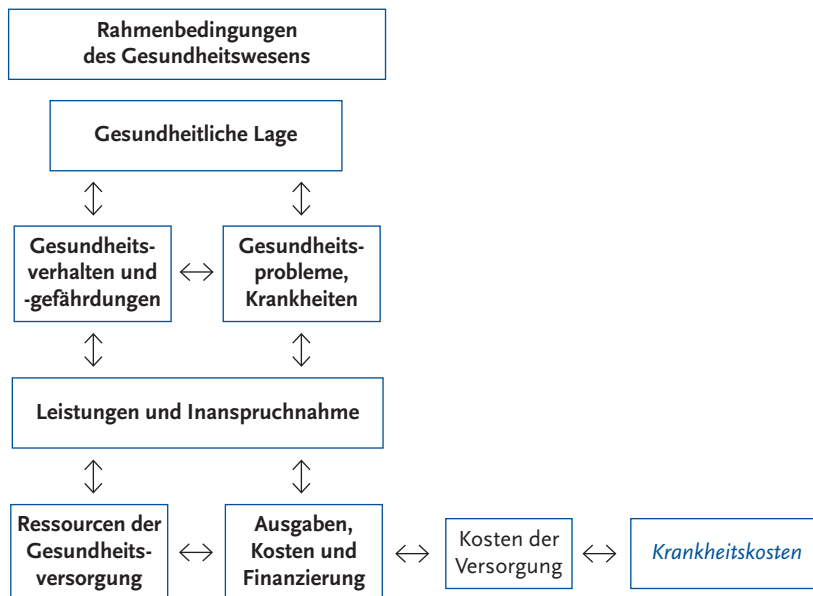 Rahmenbedingungen
des Gesundheitswesens
Gesundheitliche Lage
Gesundheits-
verhalten und
-gefährdungen
Gesundheits-
probleme,
Krankheiten
Leistungen und Inanspruchnahme
Ressourcen der
Gesundheits-
versorgung
Ausgaben,
Kosten und
Finanzierung
Kosten der
Versorgung
Krankheitskosten